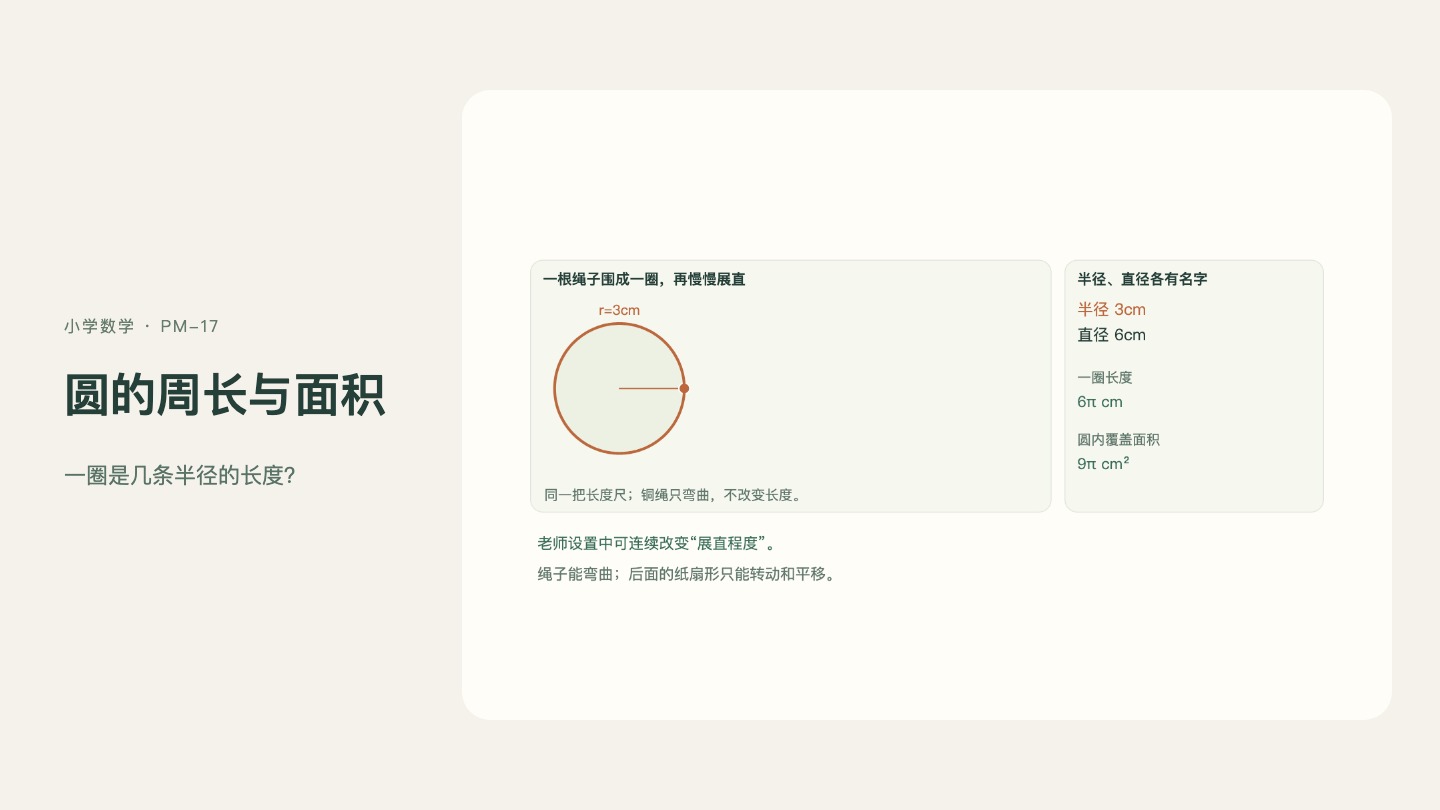 小学数学 · PM–17
圆的周长与面积
一圈是几条半径的长度?
一根绳子围成一圈，再慢慢展直
r=3cm
同一把长度尺；铜绳只弯曲，不改变长度。
半径、直径各有名字
半径 3cm
直径 6cm
一圈长度
6π cm
圆内覆盖面积
9π cm²
老师设置中可连续改变“展直程度”。
绳子能弯曲；后面的纸扇形只能转动和平移。